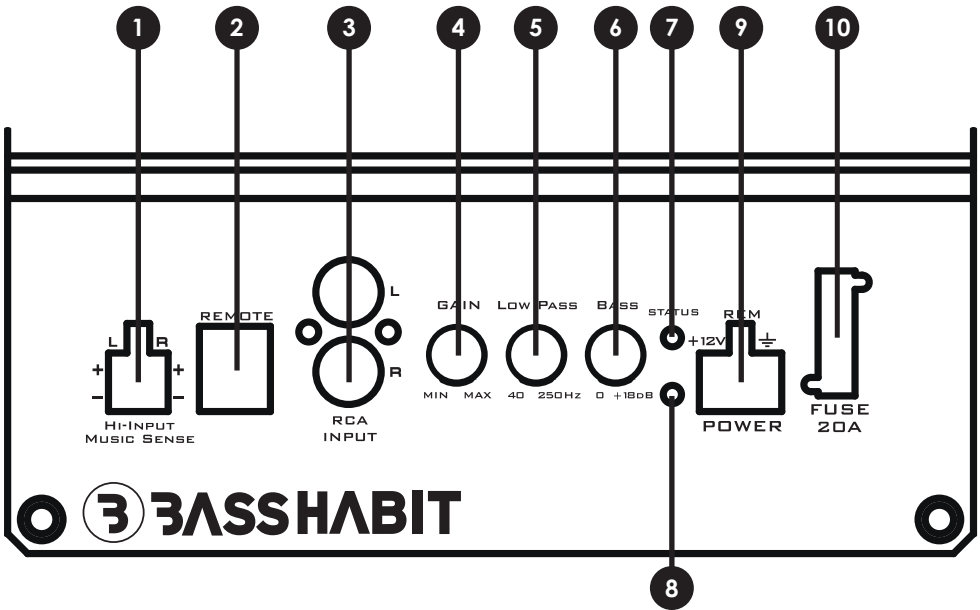 1 2 3 4 5 6 7 9 10
GAIN LOW PASS BASS STATUS REM
REMOTE
L
L R
+ +
- -
+12V
R
MIN MAX 40 250HZ 0 +18DB
HI-INPUT
MUSIC SENSE
RCA
INPUT
POWER
FUSE
20A
BASSHABIT
8